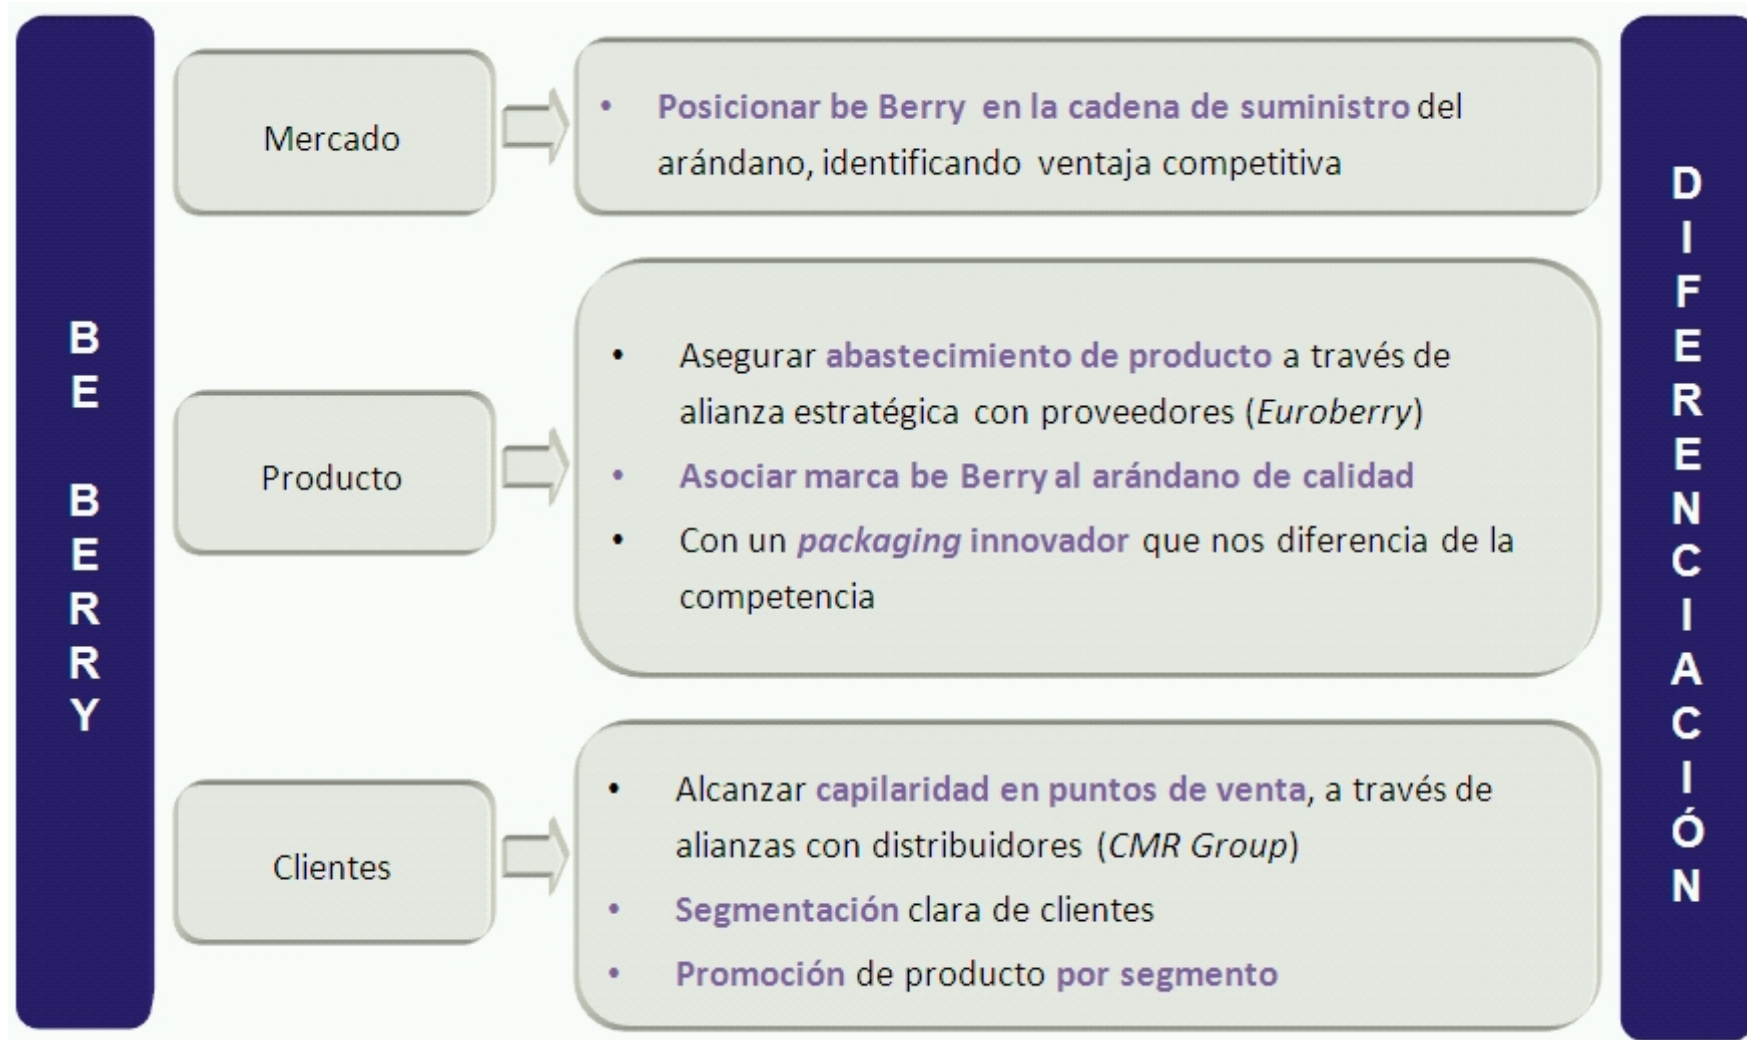 BE BERRY
Mercado
• Posicionar be Berry en la cadena de suministro del
arándano, identificando ventaja competitiva
Producto
• Asegurar abastecimiento de producto a través de
alianza estratégica con proveedores (Euroberry)
• Asociar marca be Berry al arándano de calidad
• Con un packaging innovador que nos diferencia de la
competencia
Clientes
• Alcanzar capilaridad en puntos de venta, a través de
alianzas con distribuidores (CMR Group)
• Segmentación clara de clientes
• Promoción de producto por segmento
DIFERENCIACIÓN